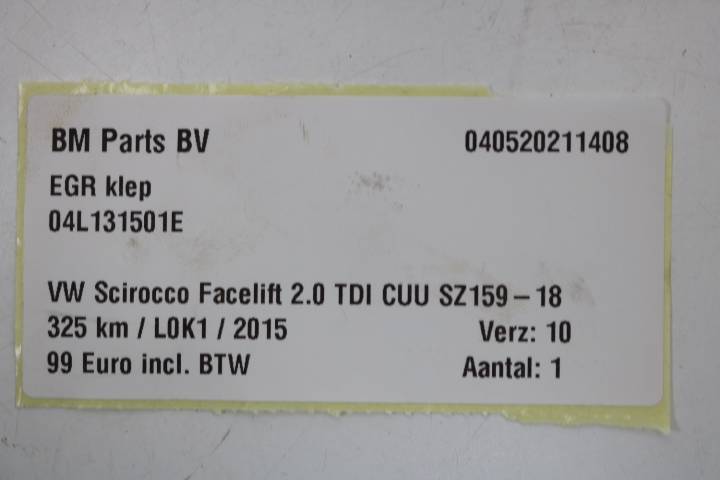 BM Parts BV 040520211408
EGR klep
04L131501E
VW Scirocco Facelift 2.0 TDI CUU SZ159-18
325 km / L0K1 / 2015 Verz: 10
99 Euro incl. BTW Aantal: 1